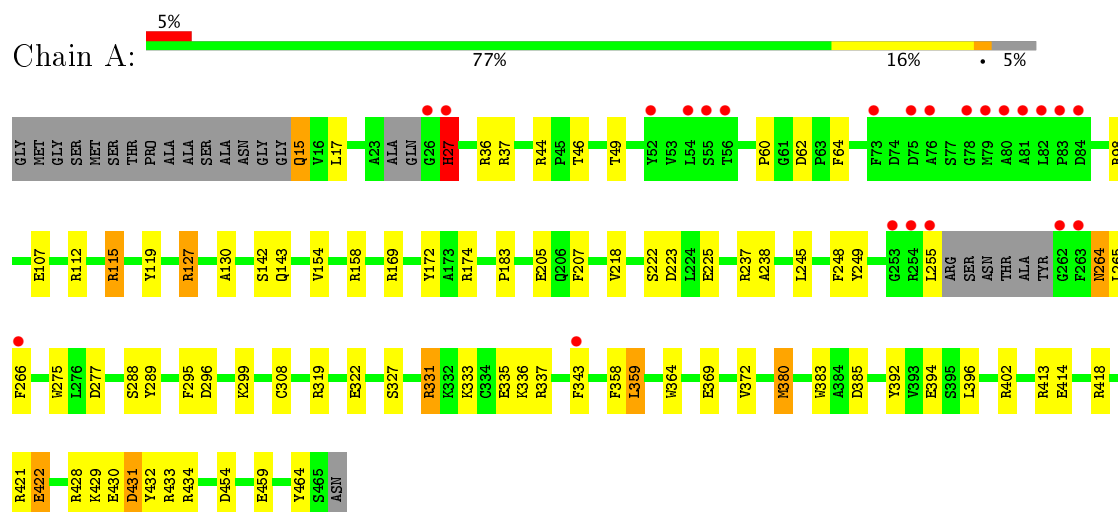 5%
Chain A:
77% 16% • 5%
GLY MET GLY SER MET SER THR PRO ALA ALA SER ALA ASN GLY GLY Q15 V16 L17 A23 ALA GLN G26 H27 R36 R37 R44 P45 T46 T49 Y52 V53 L54 S55 T56 P60 G61 D62 P63 F64 F73 D74 D75 A76 S77 G78 M79 A80 A81 L82 P83 D84
E107 R112 R115 Y119 R127 A130 S142 Q143 V154 R158 R169 Y172 A173 R174 P183 E205 Q206 F207 V218 S222 D223 L224 E225 R237 A238 L245 F248 Y249 G253 R254 L255 ARG SER ASN THR ALA TYR G262 F263 N264 L265
F266 W275 L276 D277 S288 Y289 F295 D296 K299 C308 R319 E322 S327 R331 K332 K333 C334 E335 K336 R337 F343 F358 L359 W364 E369 V372 M380 W383 A384 D385 Y392 V393 E394 S395 L396 R402 R413 E414 R418
R421 E422 R428 K429 E430 D431 Y432 R433 R434 D454 E459 Y464 S465 ASN